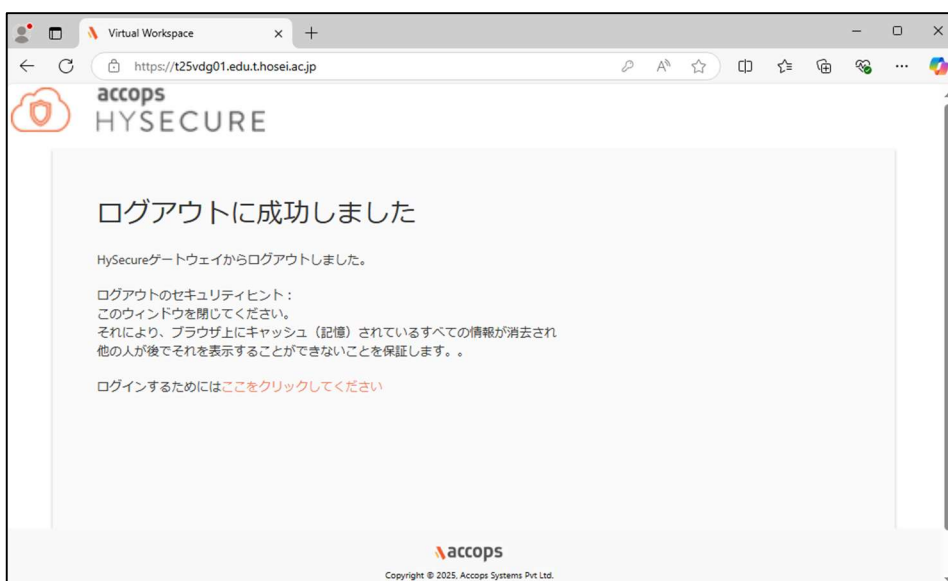 Virtual Workspace
https://t25vdg01.edu.t.hosei.ac.jp
accops
HYSECURE
ログアウトに成功しました
HySecureゲートウェイからログアウトしました。
ログアウトのセキュリティヒント：
このウィンドウを閉じてください。
それにより、ブラウザ上にキャッシュ（記憶）されているすべての情報が消去され
他の人が後でそれを表示することができないことを保証します。。
ログインするためにはここをクリックしてください
accops
Copyright © 2025, Accops Systems Pvt Ltd.